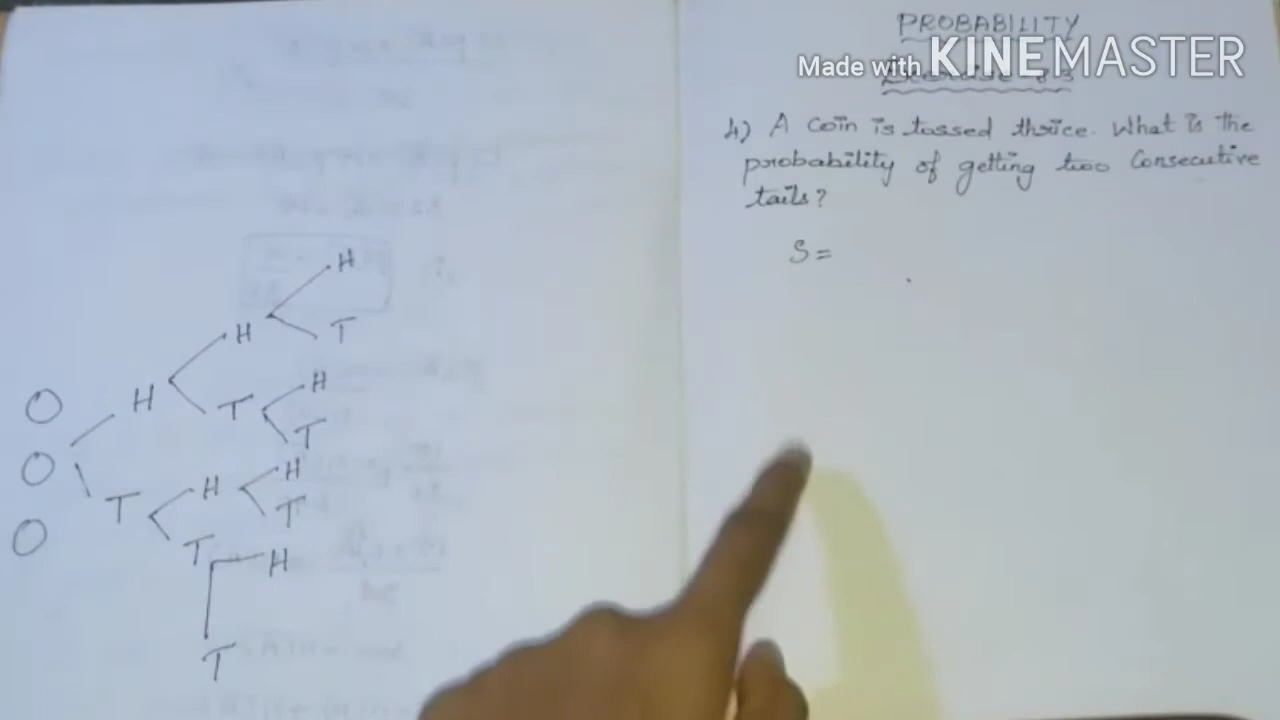 PROBABILITY
Made with KINEMASTER
4) A coin is tossed thrice. What is the
probability of getting two Consecutive
tails?
S =
H
H
T
H
H
T
T
H
H
T
T
T
H
T